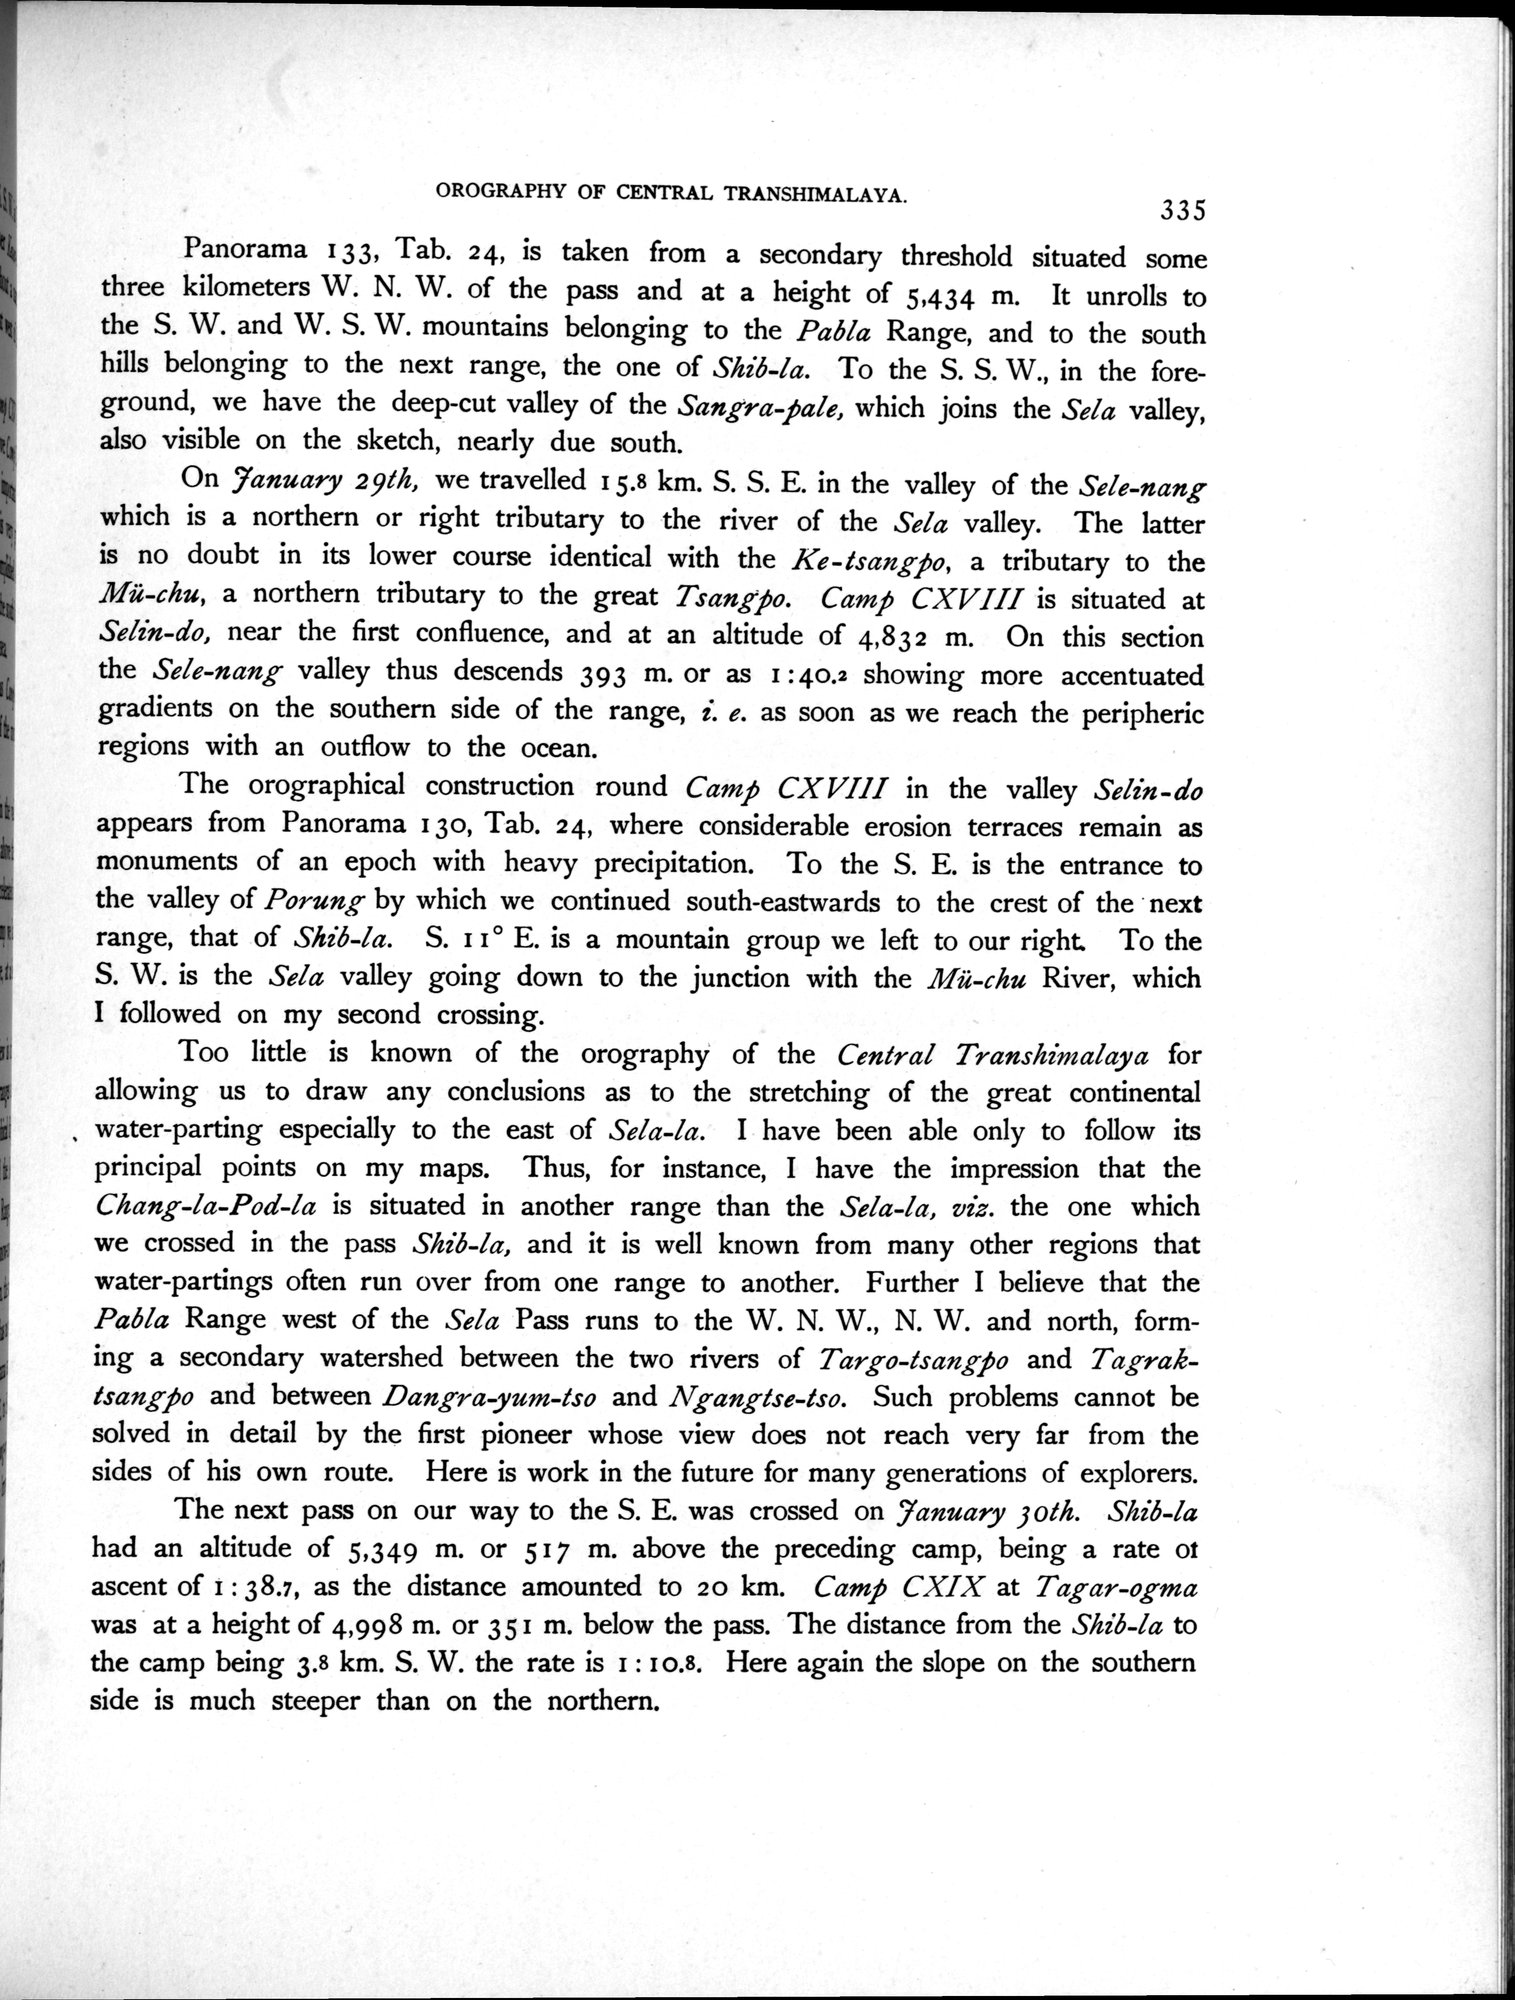 OROGRAPHY OF CENTRAL TRANSHIMALAYA.
335
Panorama 133, Tab. 24, is taken from a secondary threshold situated some
three kilometers W. N. W. of the pass and at a height of 5,434 m. It unrolls to
the S. W. and W. S. W. mountains belonging to the Pabla Range, and to the south
hills belonging to the next range, the one of Shib-la. To the S. S. W., in the fore-
ground, we have the deep-cut valley of the Sangra-pale, which joins the Sela valley,
also visible on the sketch, nearly due south.
On January 29th, we travelled 15.8 km. S. S. E. in the valley of the Sele-nang
which is a northern or right tributary to the river of the Sela valley. The latter
is no doubt in its lower course identical with the Ke-tsangpo, a tributary to the
Mü-chu, a northern tributary to the great Tsangpo. Camp CXVIII is situated at
Selin-do, near the first confluence, and at an altitude of 4,832 m. On this section
the Sele-nang valley thus descends 393 m. or as 1:40.2 showing more accentuated
gradients on the southern side of the range, i. e. as soon as we reach the peripheric
regions with an outflow to the ocean.
The orographical construction round Camp CXVIII in the valley Selin-do
appears from Panorama 130, Tab. 24, where considerable erosion terraces remain as
monuments of an epoch with heavy precipitation. To the S. E. is the entrance to
the valley of Porung by which we continued south-eastwards to the crest of the next
range, that of Shib-la. S. 11° E. is a mountain group we left to our right. To the
S. W. is the Sela valley going down to the junction with the Mü-chu River, which
I followed on my second crossing.
Too little is known of the orography of the Central Transhimalaya for
allowing us to draw any conclusions as to the stretching of the great continental
water-parting especially to the east of Sela-la. I have been able only to follow its
principal points on my maps. Thus, for instance, I have the impression that the
Chang-la-Pod-la is situated in another range than the Sela-la, viz. the one which
we crossed in the pass Shib-la, and it is well known from many other regions that
water-partings often run over from one range to another. Further I believe that the
Pabla Range west of the Sela Pass runs to the W. N. W., N. W. and north, form-
ing a secondary watershed between the two rivers of Targo-tsangpo and Tagrak-
tsangpo and between Dangra-yum-tso and Ngangtse-tso. Such problems cannot be
solved in detail by the first pioneer whose view does not reach very far from the
sides of his own route. Here is work in the future for many generations of explorers.
The next pass on our way to the S. E. was crossed on January 30th. Shib-la
had an altitude of 5,349 m. or 517 m. above the preceding camp, being a rate of
ascent of 1 : 38.7, as the distance amounted to 20 km. Camp CXIX at Tagar-ogma
was at a height of 4,998 m. or 351 m. below the pass. The distance from the Shib-la to
the camp being 3.8 km. S. W. the rate is 1 : 10.8. Here again the slope on the southern
side is much steeper than on the northern.